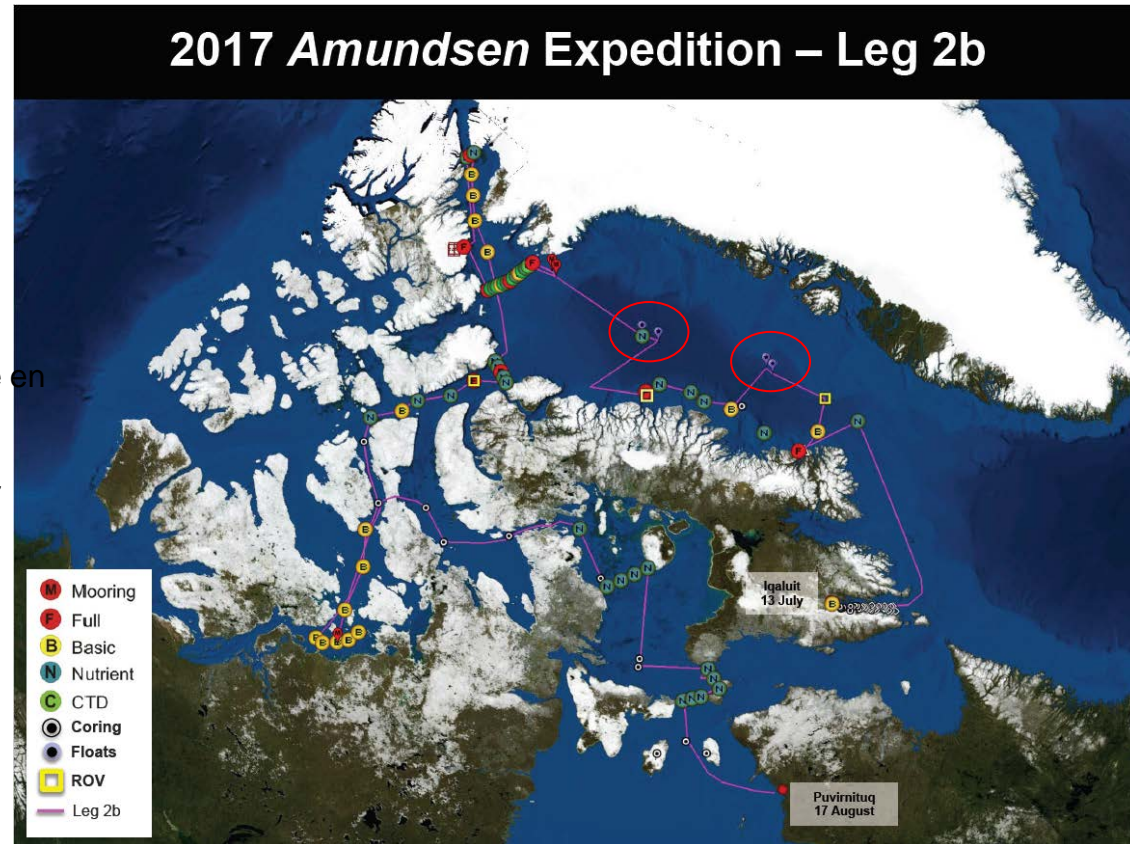 2017 Amundsen Expedition – Leg 2b
en
Iqaluit
13 July
Puvirnituq
17 August
M Mooring
F Full
B Basic
N Nutrient
C CTD
Coring
Floats
ROV
Leg 2b